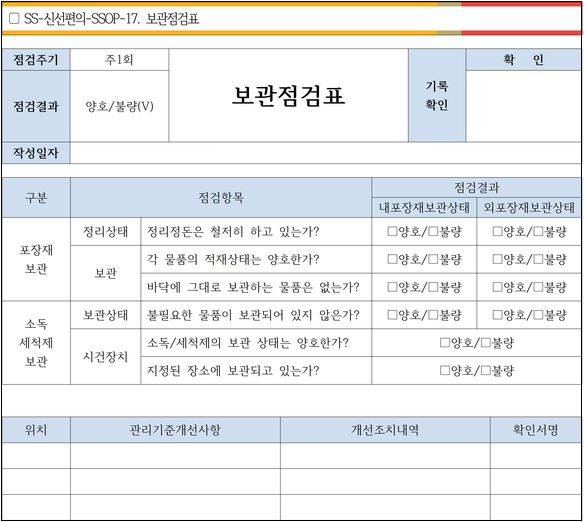 □ SS-신선편의-SSOP-17. 보관점검표
점검주기 주1회 보관점검표 기록 확인 확 인
점검결과 양호/불량(V)
작성일자
구분 점검항목 점검결과
내포장재보관상태 외포장재보관상태
포장재 보관 정리상태 정리정돈은 철저히 하고 있는가? □양호/□불량 □양호/□불량
보관 각 물품의 적재상태는 양호한가? □양호/□불량 □양호/□불량
바닥에 그대로 보관하는 물품은 없는가? □양호/□불량 □양호/□불량
소독 세척제 보관 보관상태 불필요한 물품이 보관되어 있지 않은가? □양호/□불량 □양호/□불량
시건장치 소독/세척제의 보관 상태는 양호한가? □양호/□불량
지정된 장소에 보관되고 있는가? □양호/□불량
위치 관리기준개선사항 개선조치내역 확인서명